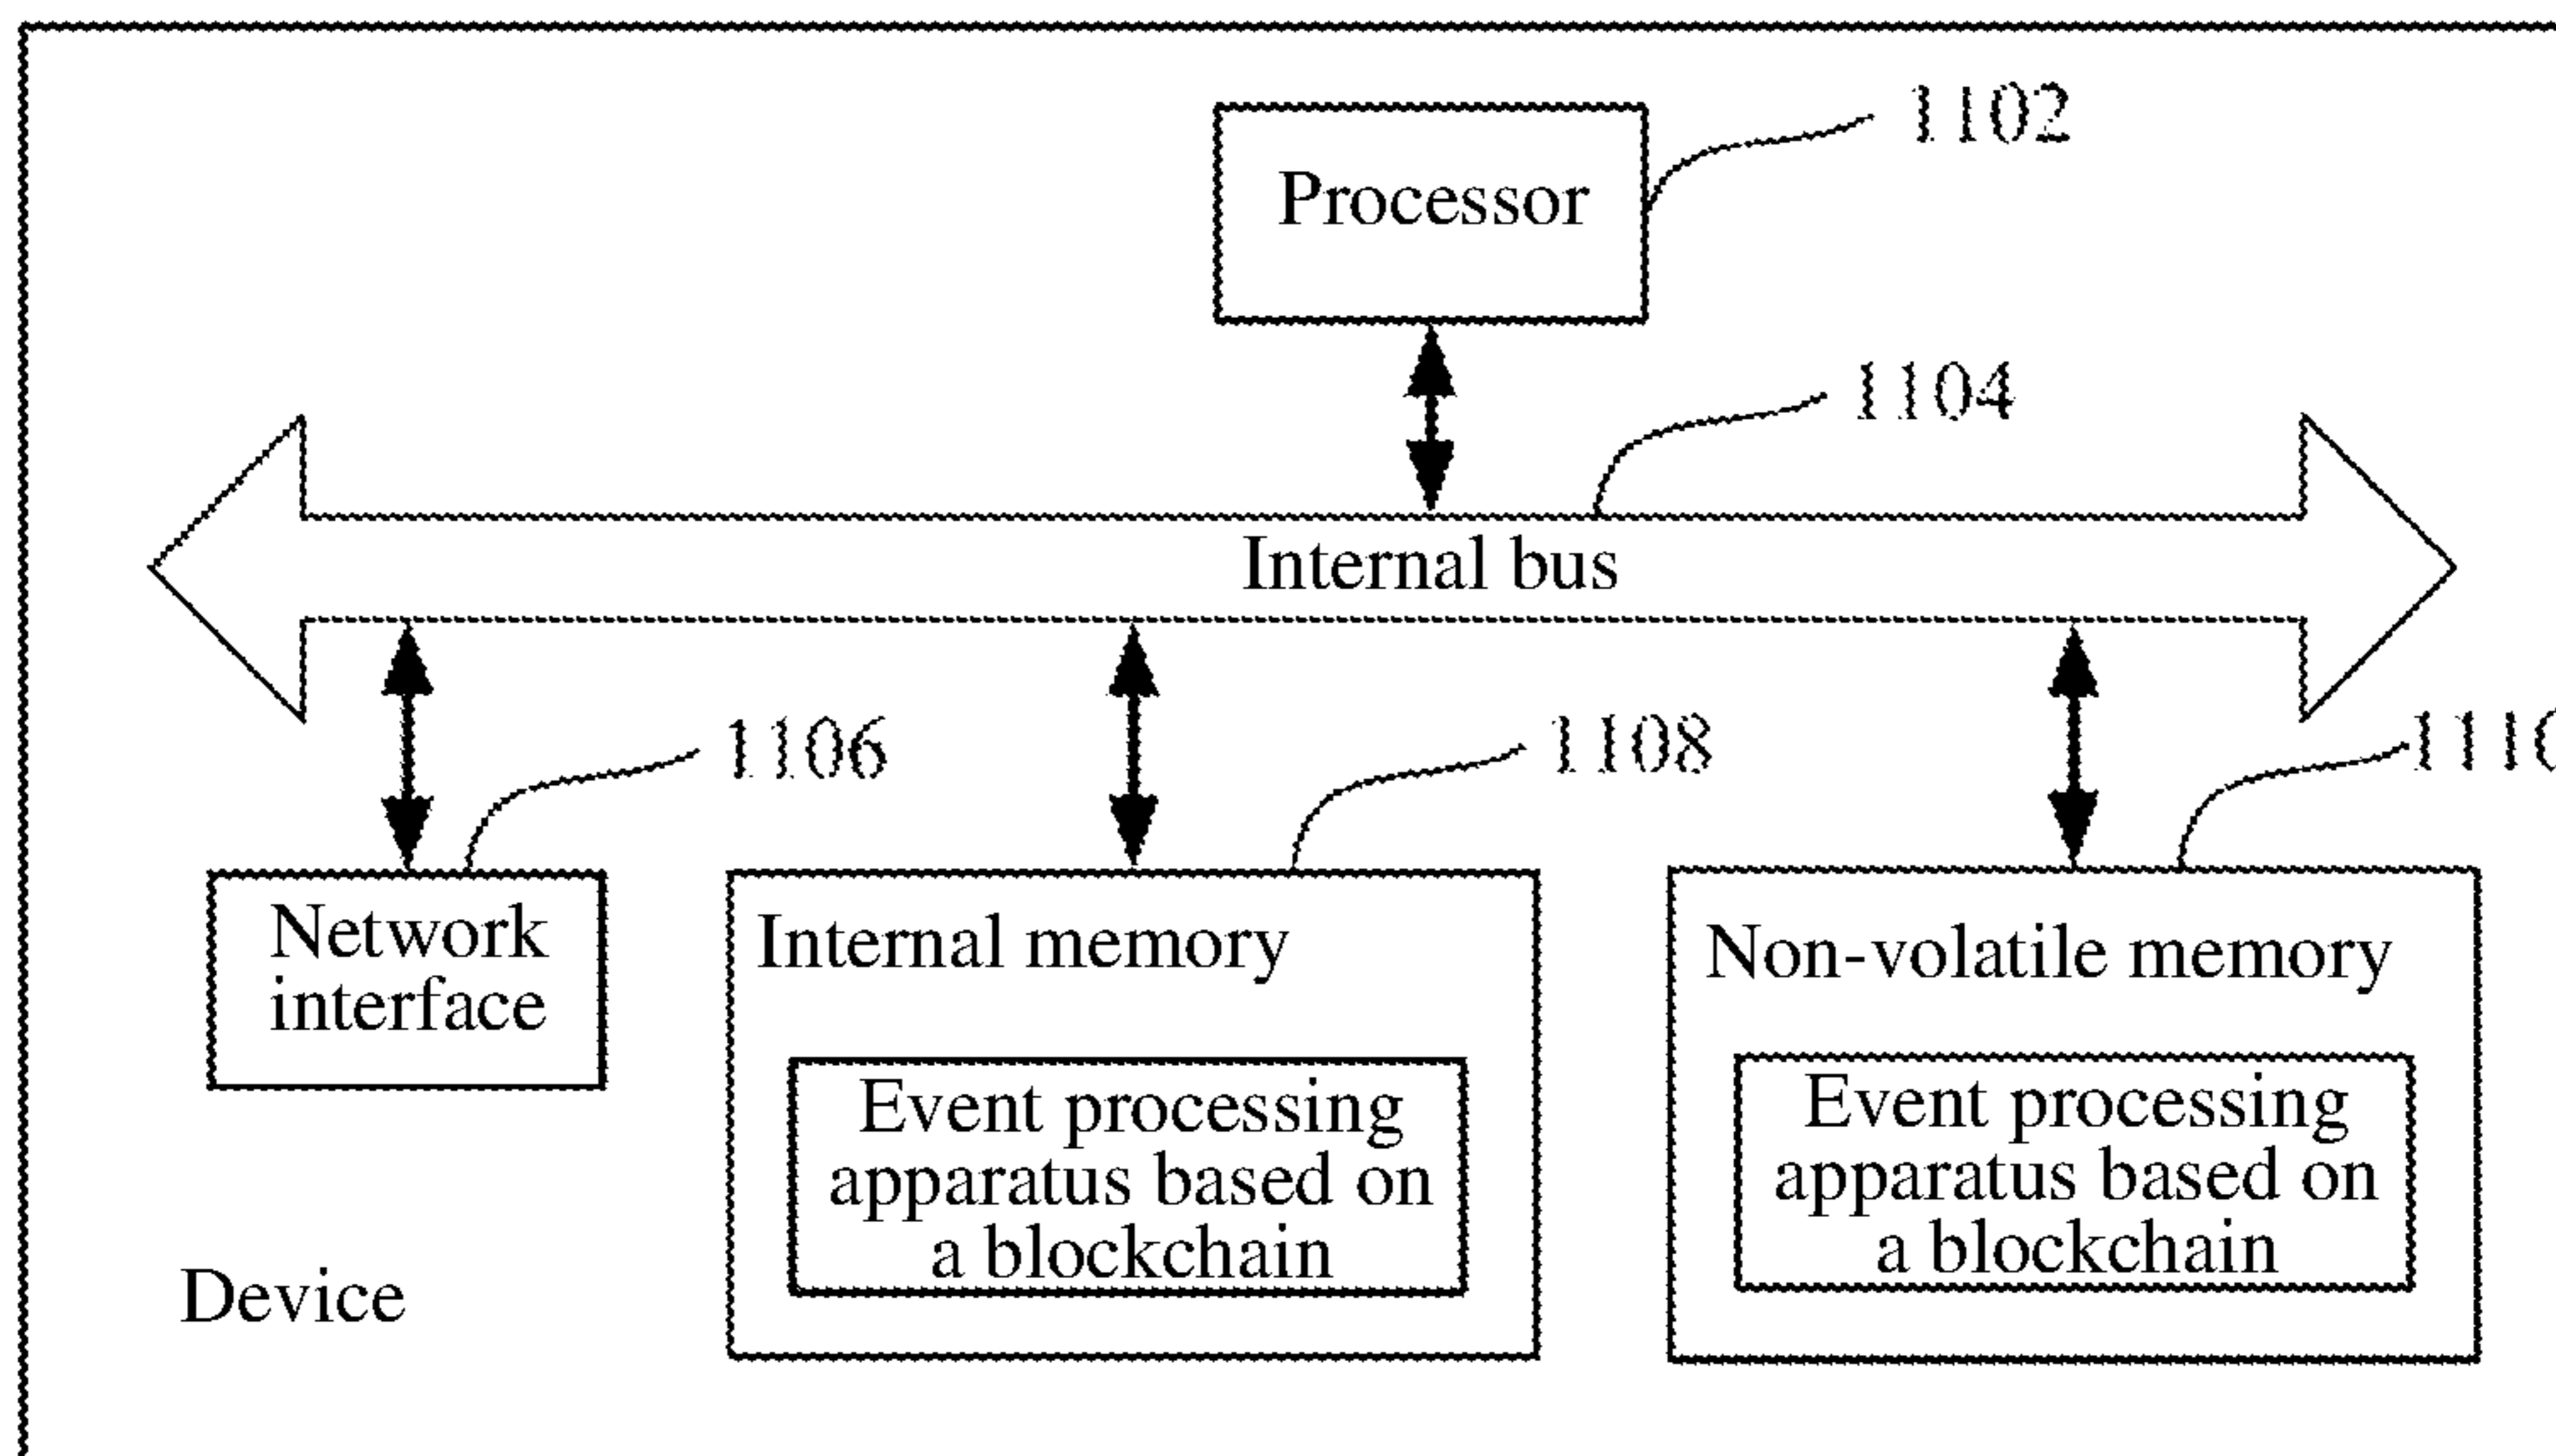 1102
Processor
1104
Internal bus
1106
1108
1110
Network
interface
Internal memory
Non-volatile memory
Event processing
apparatus based on
a blockchain
Event processing
apparatus based on
a blockchain
Device